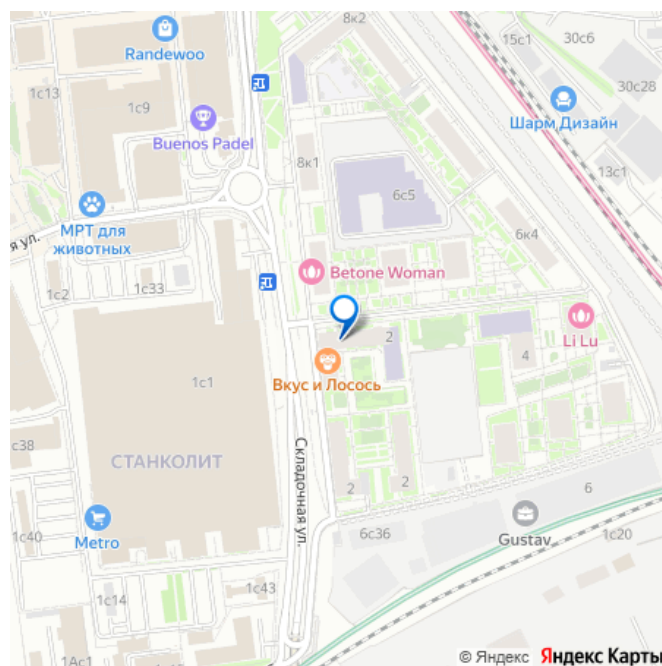 8к2
15с1
30с6
Randewoo
1с13
1с9
30с28
Шарм Дизайн
Buenos Padel
8к1
13с1
6с5
МРТ для
животных
ая ул.
6к4
Betone Woman
1с2
1с33
2
Li Lu
4
Вкус и Лосось
1с1
СТАНКОЛИТ
с38
Складочная ул.
2
2
6
Metro
Gustav
1с40
6с36
1с20
1с14
1с43
1Ас1
© Яндекс Яндекс Карты